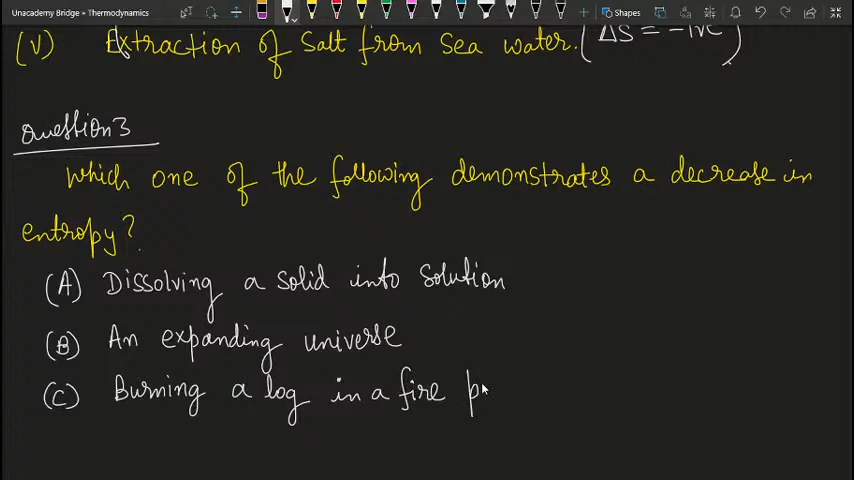 Unacademy Bridge » Thermodynamics
Shapes
(V) Extraction of Salt from Sea water. (ΔS = -ive)
Question 3
Which one of the following demonstrates a decrease in
entropy?
(A) Dissolving a solid into solution
(B) An expanding universe
(C) Burning a log in a fire p